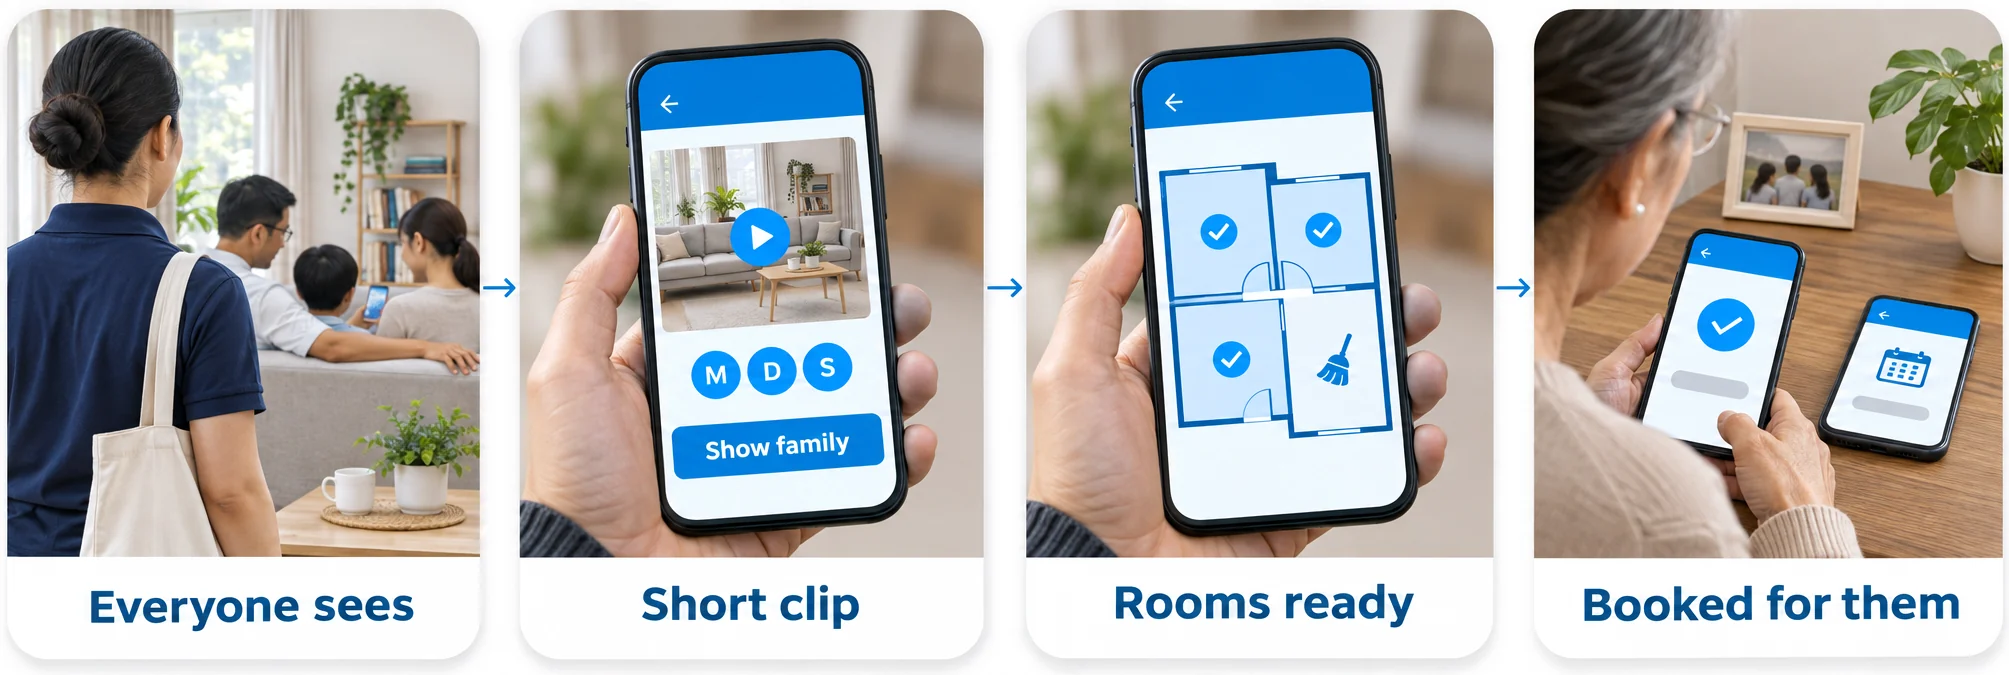 M D S
Show family
Everyone sees
Short clip
Rooms ready
Booked for them